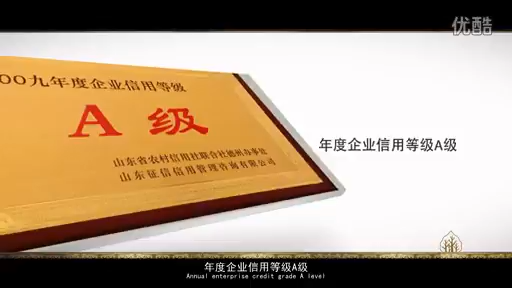 优酷
OO九年度企业信用等级
A 级
山东省农村信用社联合社德州办事处
山东征信信用管理咨询有限公司
年度企业信用等级A级
年度企业信用等级A级
Annual enterprise credit grade A level